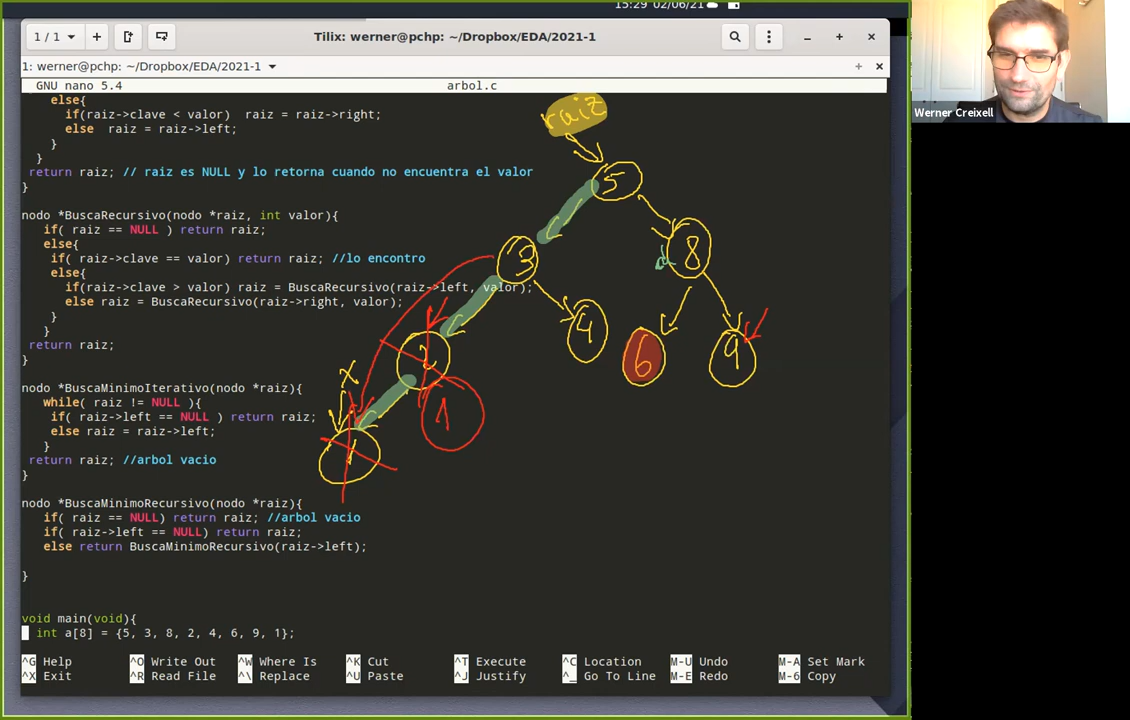 15:29 02/06/21
1 / 1
Tilix: werner@pchp: ~/Dropbox/EDA/2021-1
1: werner@pchp: ~/Dropbox/EDA/2021-1
GNU nano 5.4 arbol.c
else{
if(raiz->clave < valor) raiz = raiz->right;
else raiz = raiz->left;
}
}
return raiz; // raiz es NULL y lo retorna cuando no encuentra el valor
}
nodo *BuscaRecursivo(nodo *raiz, int valor){
if( raiz == NULL ) return raiz;
else{
if( raiz->clave == valor) return raiz; //lo encontro
else{
if(raiz->clave > valor) raiz = BuscaRecursivo(raiz->left, valor);
else raiz = BuscaRecursivo(raiz->right, valor);
}
}
return raiz;
}
nodo *BuscaMinimoIterativo(nodo *raiz){
while( raiz != NULL ){
if( raiz->left == NULL ) return raiz;
else raiz = raiz->left;
}
return raiz; //arbol vacio
}
nodo *BuscaMinimoRecursivo(nodo *raiz){
if( raiz == NULL) return raiz; //arbol vacio
if( raiz->left == NULL) return raiz;
else return BuscaMinimoRecursivo(raiz->left);
}
void main(void){
int a[8] = {5, 3, 8, 2, 4, 6, 9, 1};
^G Help ^O Write Out ^W Where Is ^K Cut ^T Execute ^C Location M-U Undo M-A Set Mark
^X Exit ^R Read File ^\ Replace ^U Paste ^J Justify ^_ Go To Line M-E Redo M-6 Copy
raiz
5
3 8
2 4 6 9
1
1
Werner Creixell